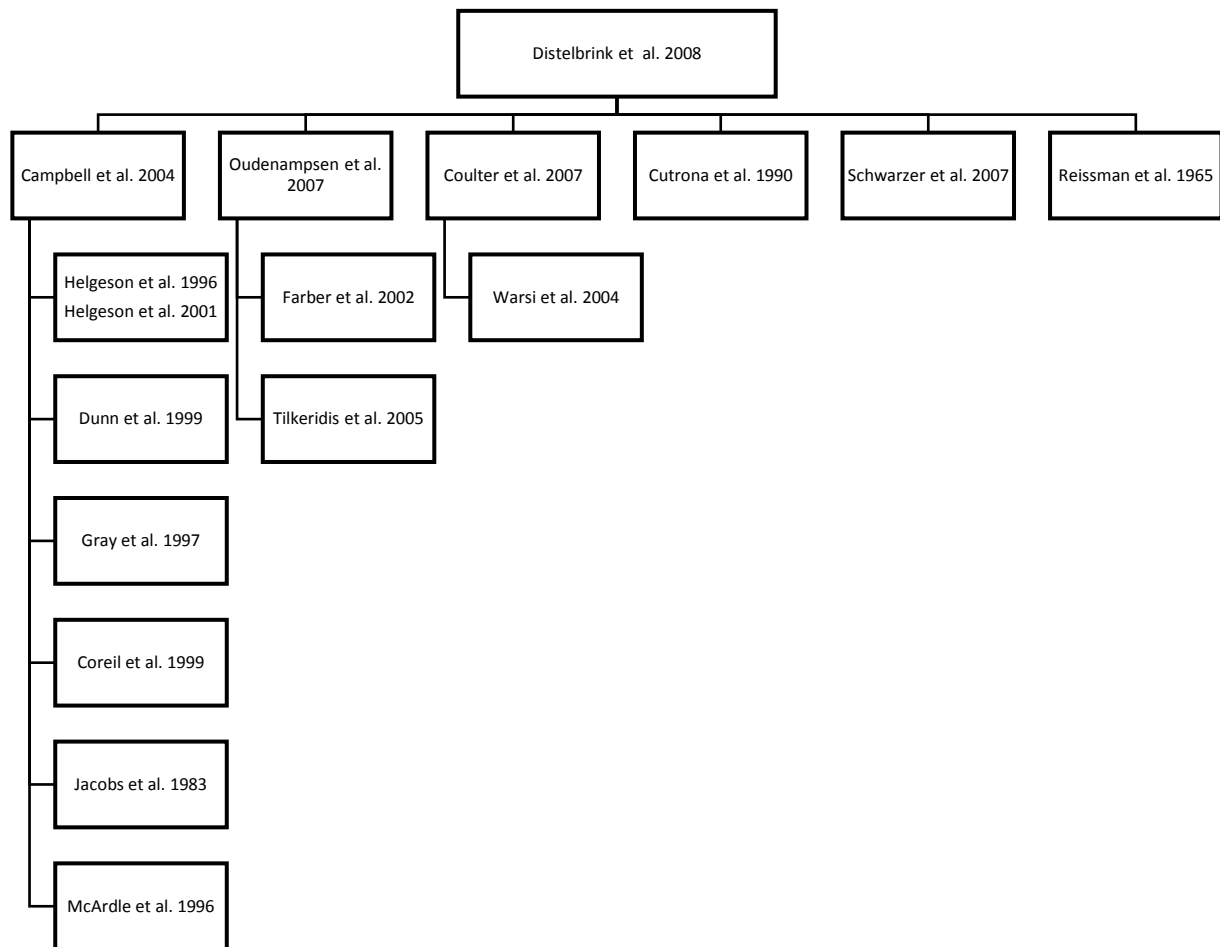 Distelbrink et  al. 2008
Campbell et al. 2004
Oudenampsen et al.
2007
Coulter et al. 2007
Cutrona et al. 1990
Schwarzer et al. 2007
Reissman et al. 1965
Helgeson et al. 1996
Helgeson et al. 2001
Farber et al. 2002
Warsi et al. 2004
Dunn et al. 1999
Tilkeridis et al. 2005
Gray et al. 1997
Coreil et al. 1999
Jacobs et al. 1983
McArdle et al. 1996